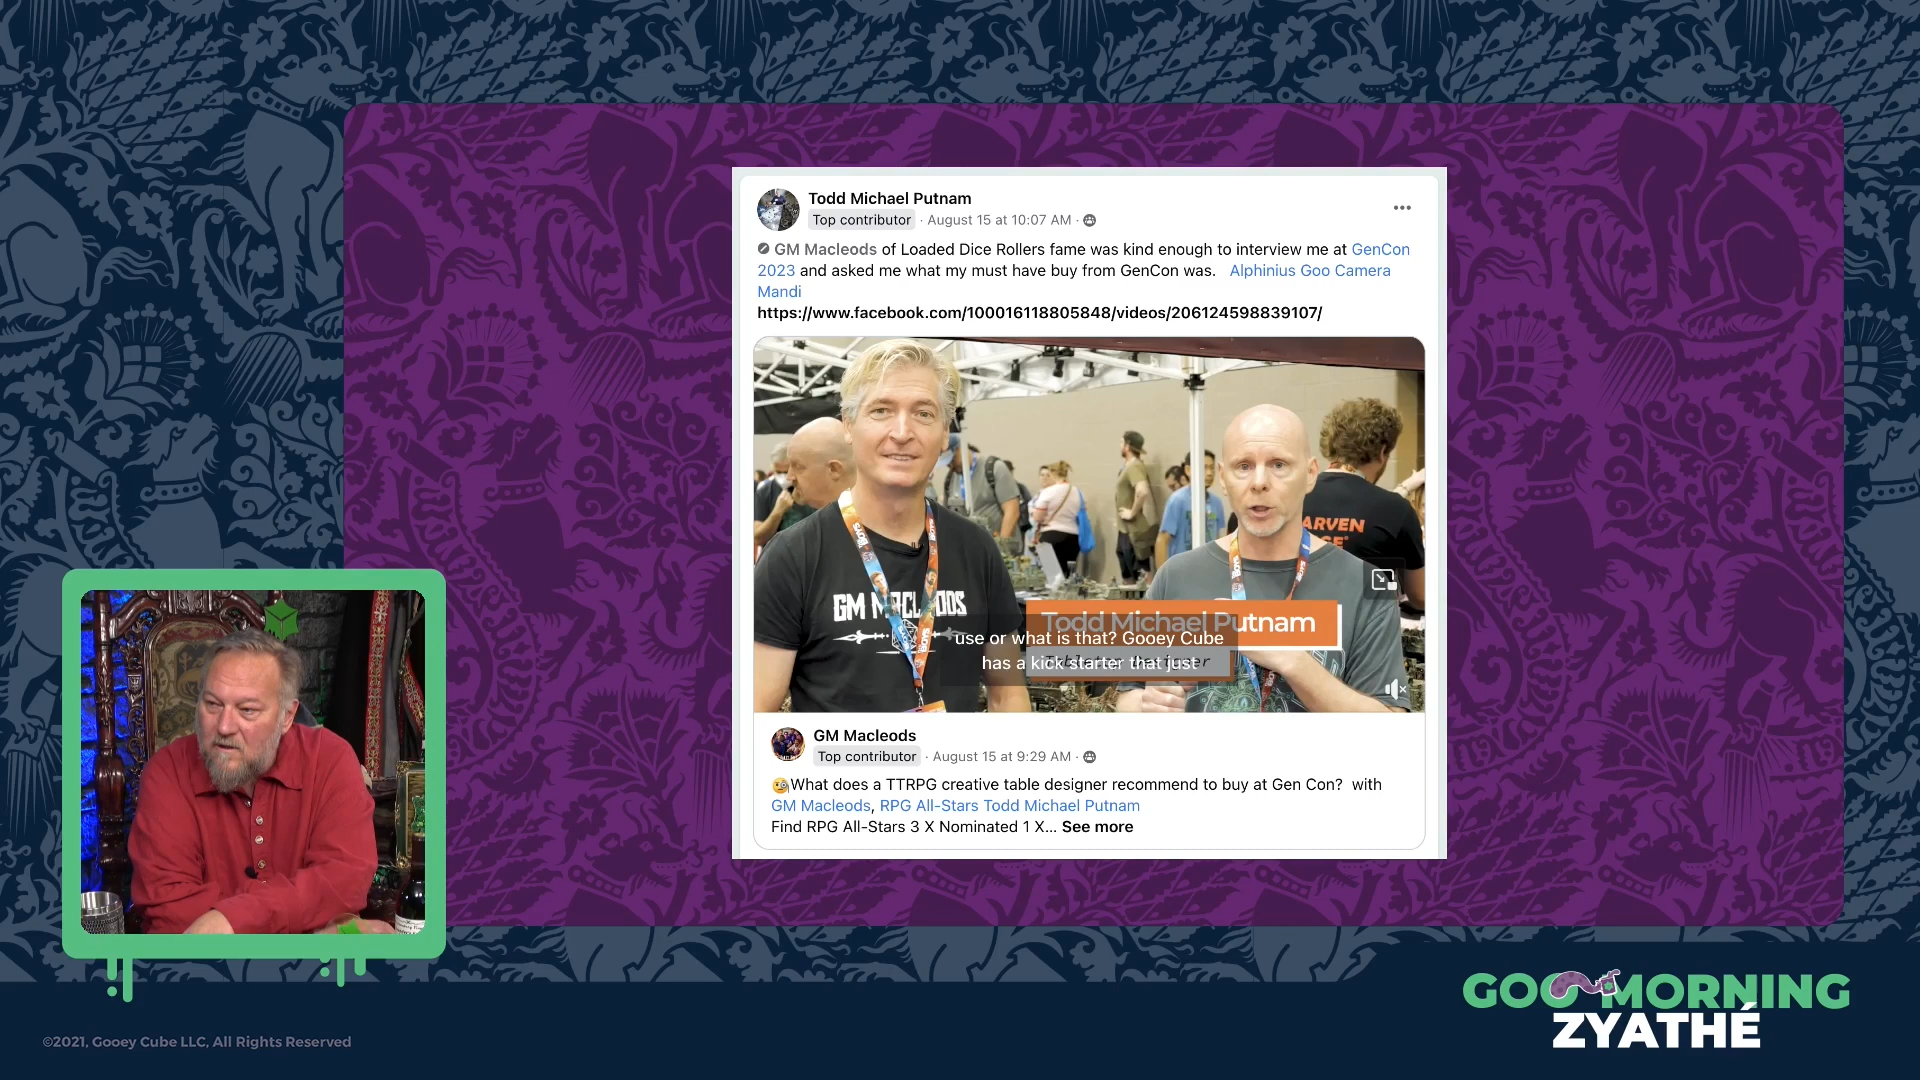 Todd Michael Putnam
Top contributor · August 15 at 10:07 AM ·
GM Macleods of Loaded Dice Rollers fame was kind enough to interview me at GenCon
2023 and asked me what my must have buy from GenCon was. Alphinius Goo Camera
Mandi
https://www.facebook.com/100016118805848/videos/206124598839107/
ARVEN
GM MACLEODS
Todd Michael Putnam
use or what is that? Gooey Cube
has a kick starter that just
GM Macleods
Top contributor · August 15 at 9:29 AM ·
🧐What does a TTRPG creative table designer recommend to buy at Gen Con? with
GM Macleods, RPG All-Stars Todd Michael Putnam
Find RPG All-Stars 3 X Nominated 1 X... See more
GOO MORNING
ZYATHÉ
©2021, Gooey Cube LLC, All Rights Reserved